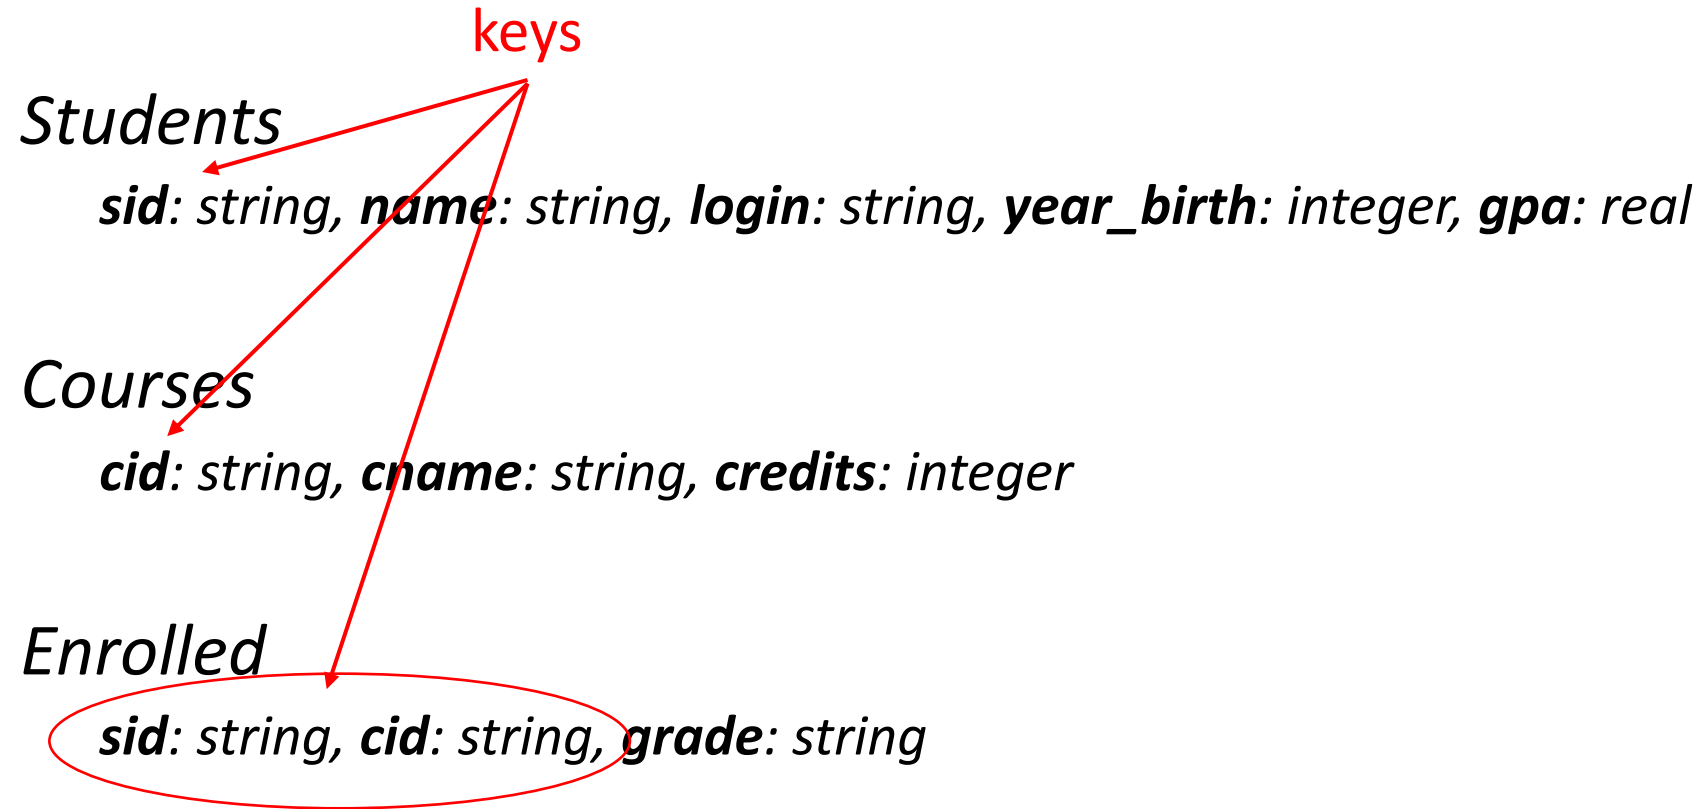 keys
Students
sid: string, name: string, login: string, year_birth: integer, gpa: real
Courses
cid: string, cname: string, credits: integer
Enrolled
sid: string, cid: string, grade: string